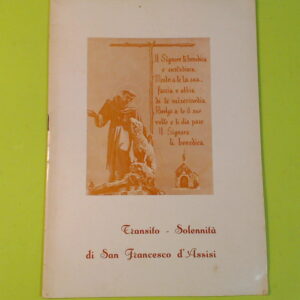 Il Signore ti benedica
e custodisca,
Mostri a te la sua
faccia e abbia
di te misericordia
Rivolga a te il suo
volto e ti dia pace
Il Signore
ti benedica.
Transito - Solennità
di San Francesco d'Assisi